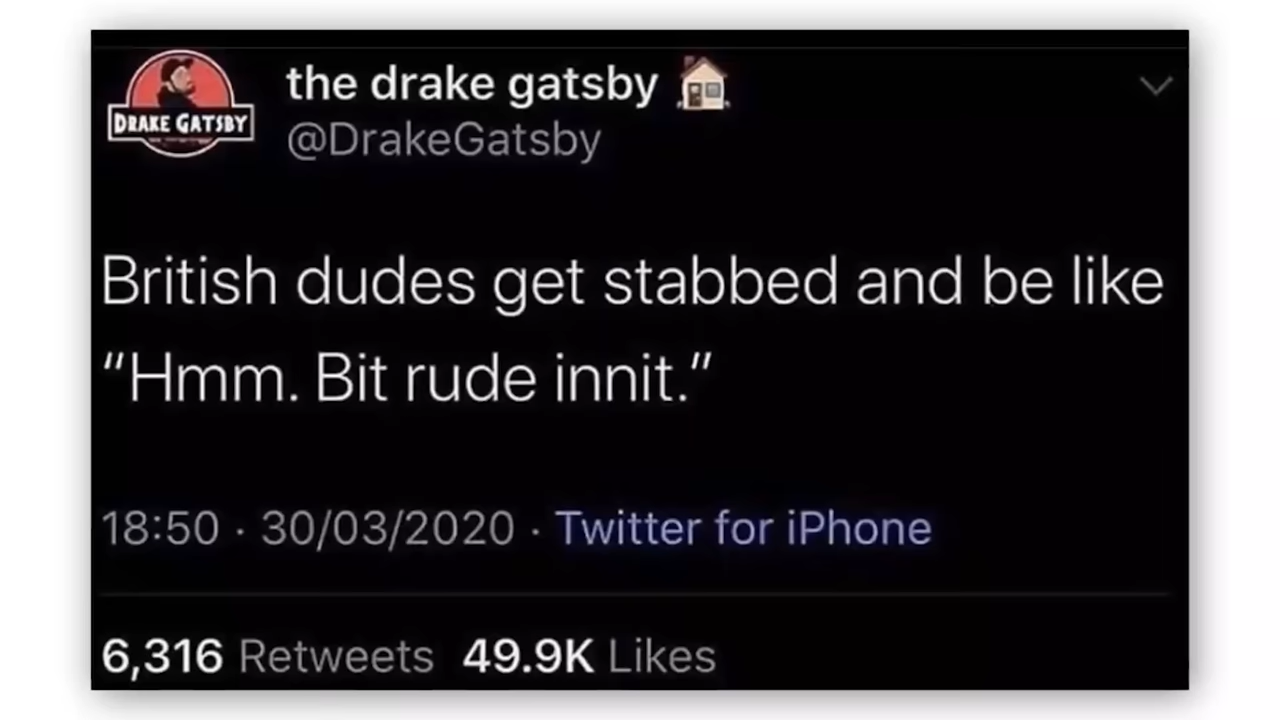 DRAKE GATSBY
the drake gatsby 🏠
@DrakeGatsby
British dudes get stabbed and be like
“Hmm. Bit rude innit.”
18:50 · 30/03/2020 · Twitter for iPhone
6,316 Retweets 49.9K Likes